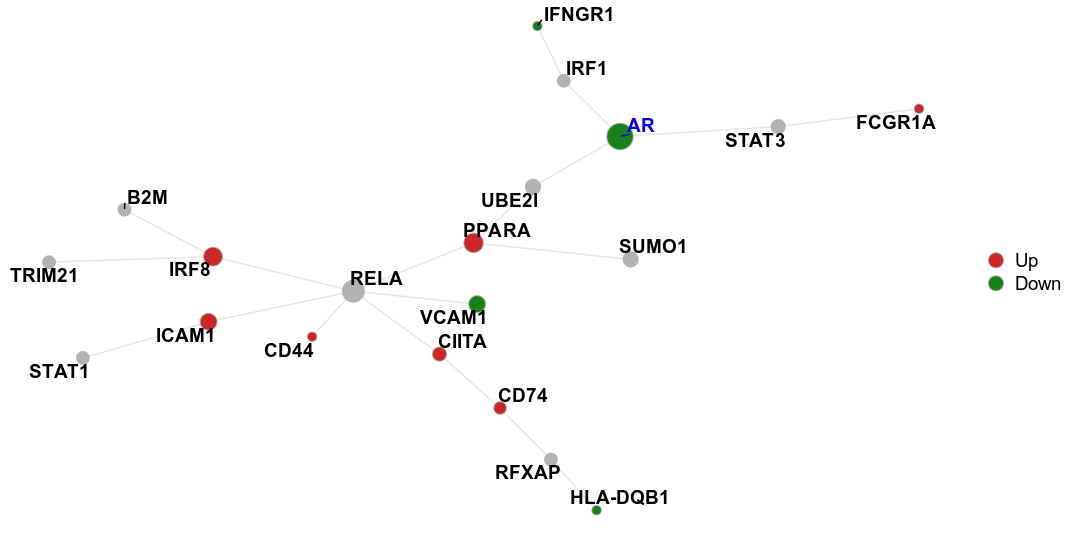 IFNGR1
IRF1
FCGR1A
AR
STAT3
UBE2I
B2M
PPARA
SUMO1
TRIM21
IRF8
RELA
Up
Down
VCAM1
ICAM1
CD44
CIITA
STAT1
CD74
RFXAP
HLA-DQB1